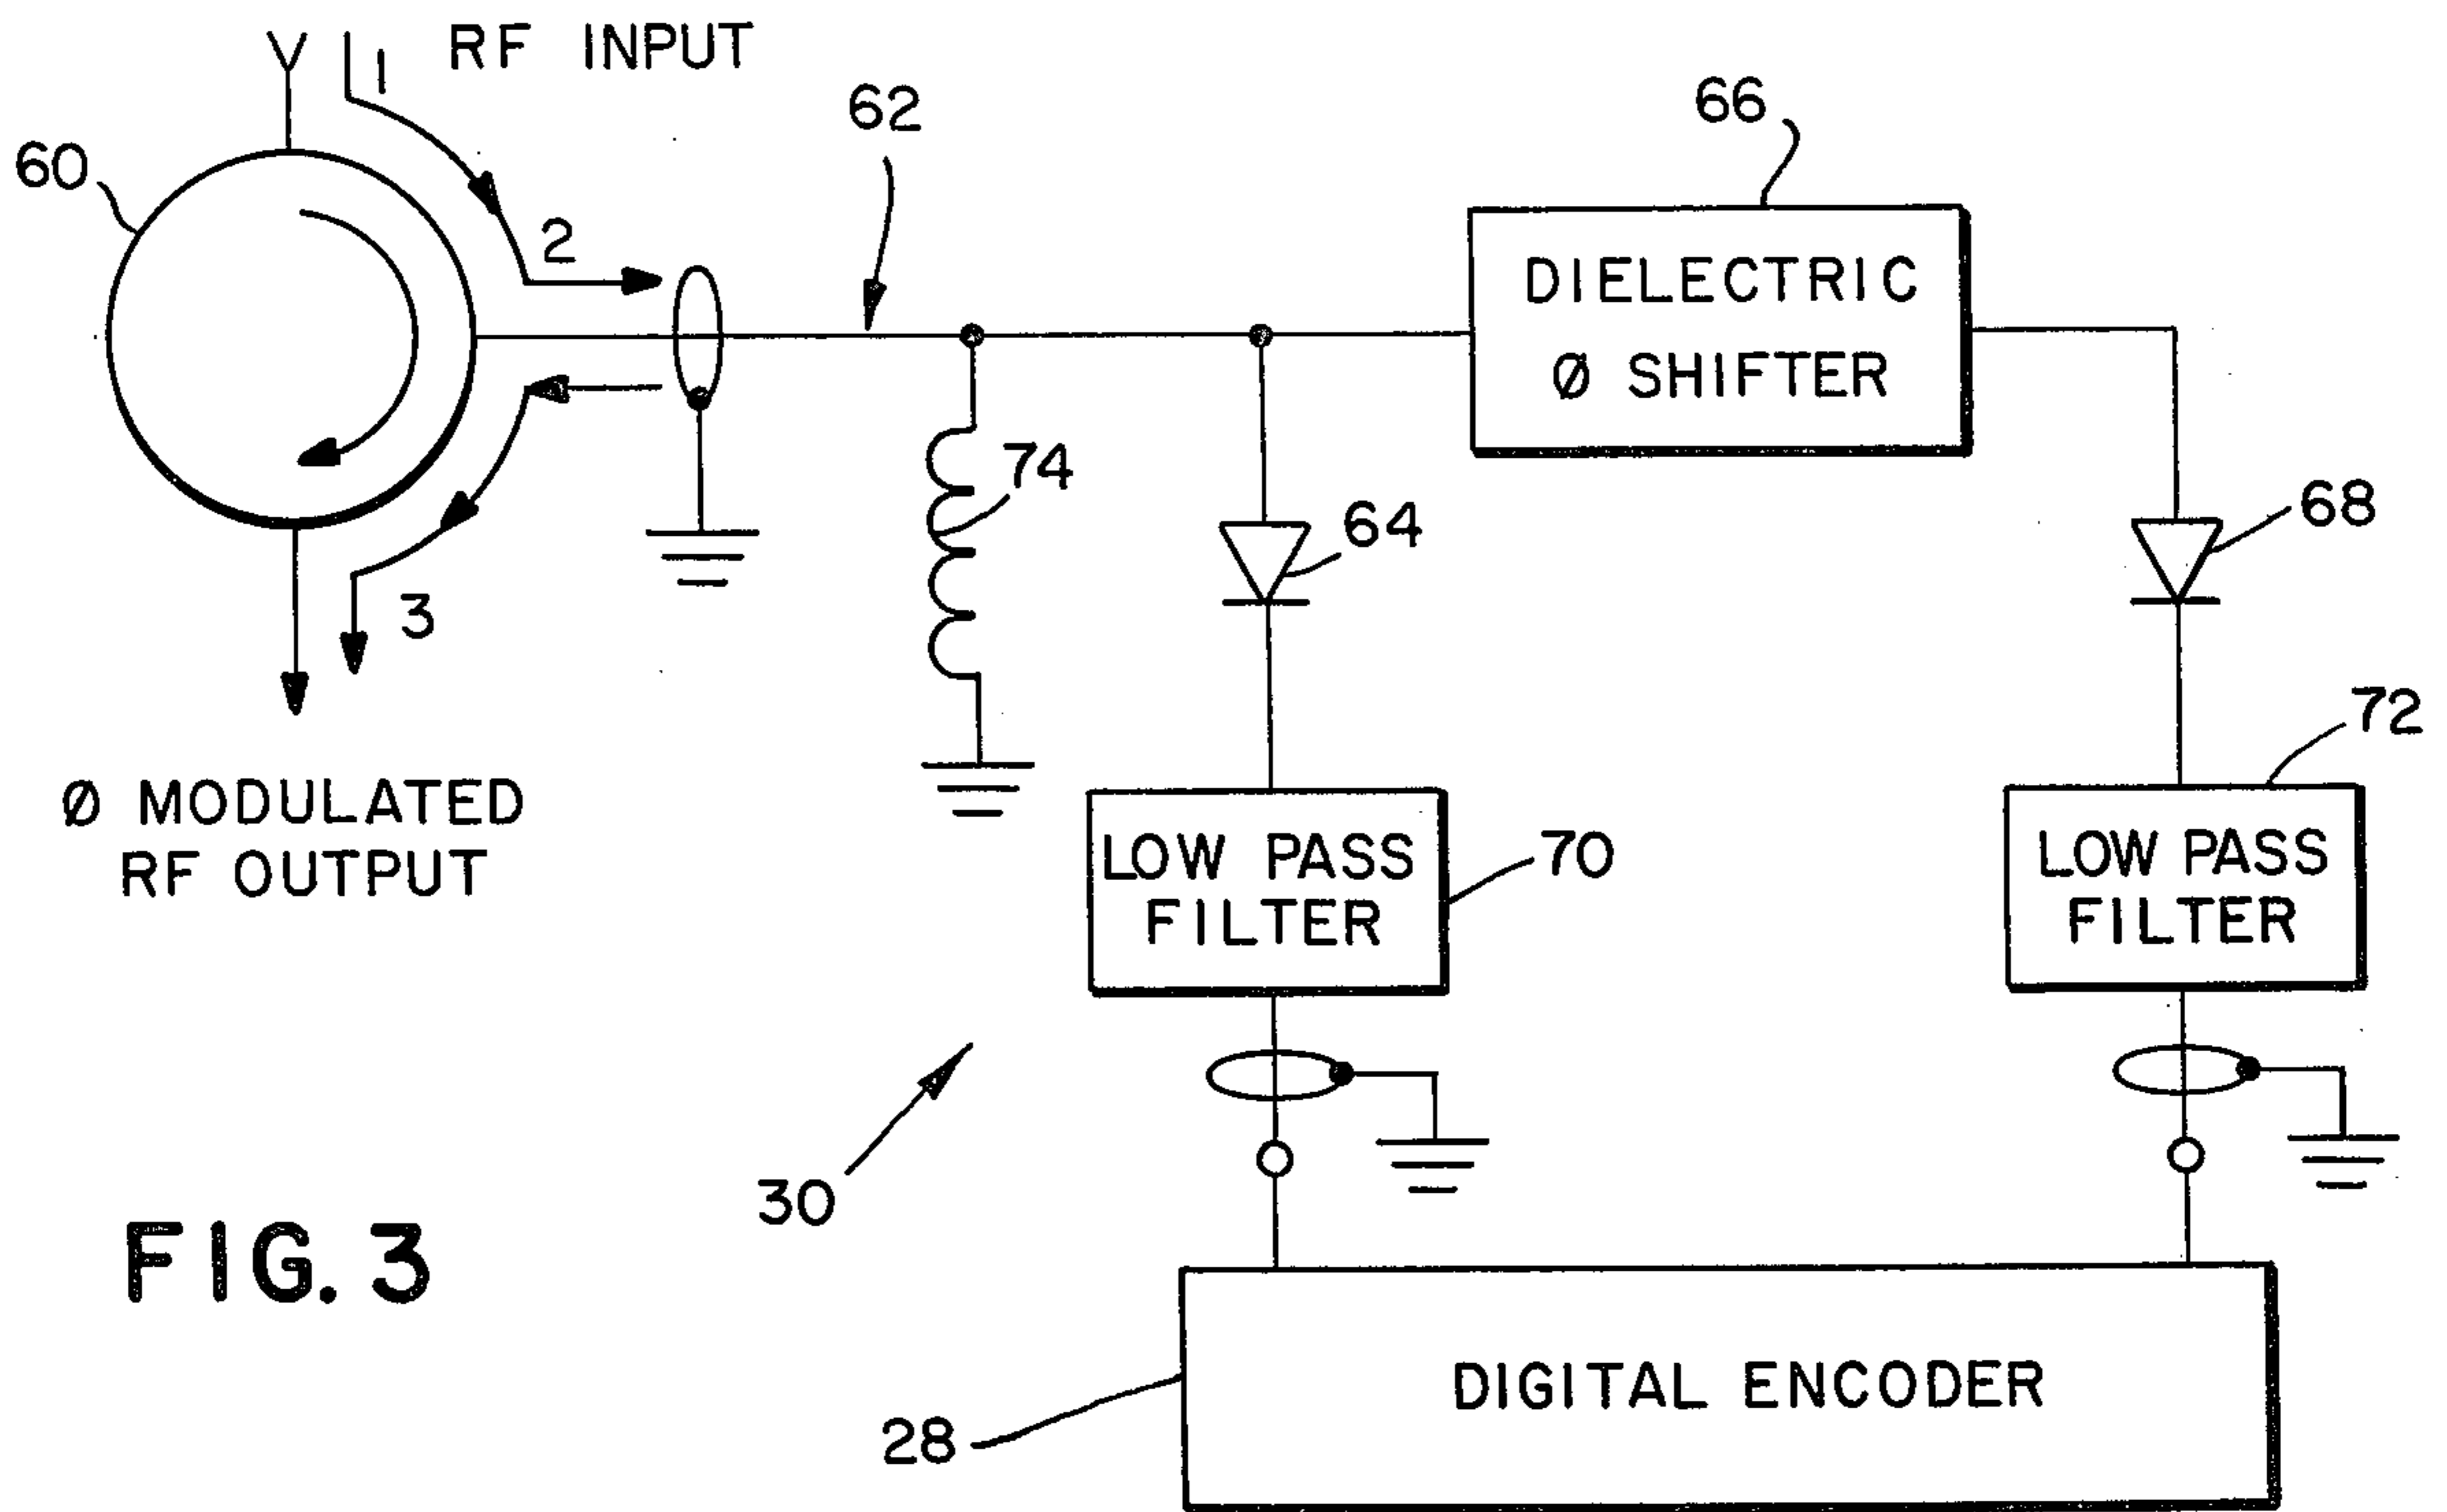 1 RF INPUT
62
66
60
2
DIELECTRIC
Ø SHIFTER
74
64
68
3
72
Ø MODULATED
RF OUTPUT
LOW PASS
FILTER
70
LOW PASS
FILTER
30
FIG. 3
DIGITAL ENCODER
28